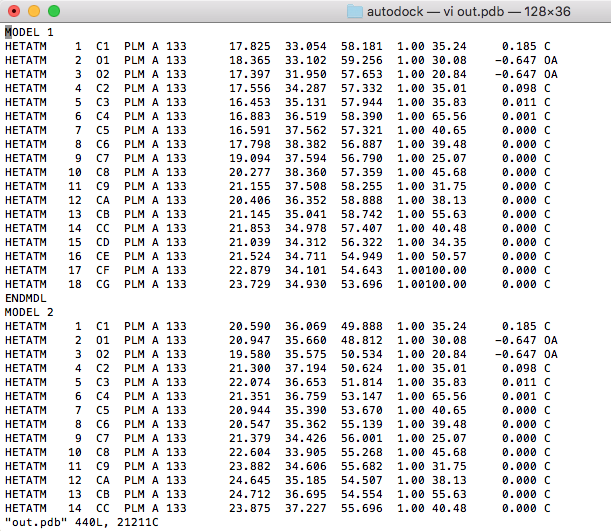 autodock — vi out.pdb — 128×36
MODEL 1
HETATM    1  C1  PLM A 133      17.825  33.054  58.181  1.00 35.24     0.185 C
HETATM    2  O1  PLM A 133      18.365  33.102  59.256  1.00 30.08    -0.647 OA
HETATM    3  O2  PLM A 133      17.397  31.950  57.653  1.00 20.84    -0.647 OA
HETATM    4  C2  PLM A 133      17.556  34.287  57.332  1.00 35.01     0.098 C
HETATM    5  C3  PLM A 133      16.453  35.131  57.944  1.00 35.83     0.011 C
HETATM    6  C4  PLM A 133      16.883  36.519  58.390  1.00 65.56     0.001 C
HETATM    7  C5  PLM A 133      16.591  37.562  57.321  1.00 40.65     0.000 C
HETATM    8  C6  PLM A 133      17.798  38.382  56.887  1.00 39.48     0.000 C
HETATM    9  C7  PLM A 133      19.094  37.594  56.790  1.00 25.07     0.000 C
HETATM   10  C8  PLM A 133      20.277  38.360  57.359  1.00 45.68     0.000 C
HETATM   11  C9  PLM A 133      21.155  37.508  58.255  1.00 31.75     0.000 C
HETATM   12  CA  PLM A 133      20.406  36.352  58.888  1.00 38.13     0.000 C
HETATM   13  CB  PLM A 133      21.145  35.041  58.742  1.00 55.63     0.000 C
HETATM   14  CC  PLM A 133      21.853  34.978  57.407  1.00 40.48     0.000 C
HETATM   15  CD  PLM A 133      21.039  34.312  56.322  1.00 34.35     0.000 C
HETATM   16  CE  PLM A 133      21.524  34.711  54.949  1.00 50.57     0.000 C
HETATM   17  CF  PLM A 133      22.879  34.101  54.643  1.00100.00     0.000 C
HETATM   18  CG  PLM A 133      23.729  34.930  53.696  1.00100.00     0.000 C
ENDMDL
MODEL 2
HETATM    1  C1  PLM A 133      20.590  36.069  49.888  1.00 35.24     0.185 C
HETATM    2  O1  PLM A 133      20.947  35.660  48.812  1.00 30.08    -0.647 OA
HETATM    3  O2  PLM A 133      19.580  35.575  50.534  1.00 20.84    -0.647 OA
HETATM    4  C2  PLM A 133      21.300  37.194  50.624  1.00 35.01     0.098 C
HETATM    5  C3  PLM A 133      22.074  36.653  51.814  1.00 35.83     0.011 C
HETATM    6  C4  PLM A 133      21.351  36.759  53.147  1.00 65.56     0.001 C
HETATM    7  C5  PLM A 133      20.944  35.390  53.670  1.00 40.65     0.000 C
HETATM    8  C6  PLM A 133      20.547  35.362  55.139  1.00 39.48     0.000 C
HETATM    9  C7  PLM A 133      21.379  34.426  56.001  1.00 25.07     0.000 C
HETATM   10  C8  PLM A 133      22.604  33.905  55.268  1.00 45.68     0.000 C
HETATM   11  C9  PLM A 133      23.882  34.606  55.682  1.00 31.75     0.000 C
HETATM   12  CA  PLM A 133      24.645  35.185  54.507  1.00 38.13     0.000 C
HETATM   13  CB  PLM A 133      24.712  36.695  54.554  1.00 55.63     0.000 C
HETATM   14  CC  PLM A 133      23.875  37.227  55.696  1.00 40.48     0.000 C
"out.pdb" 440L, 21211C